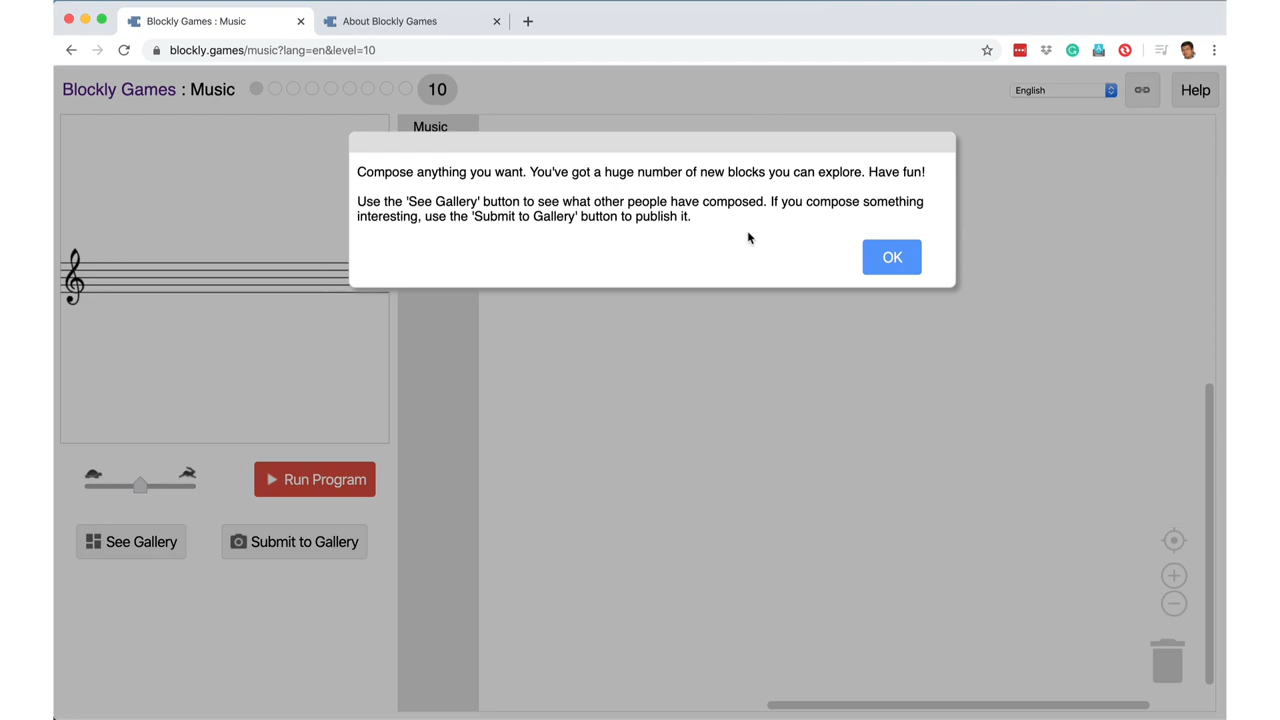 Blockly Games : Music
About Blockly Games
blockly.games/music?lang=en&level=10
Blockly Games : Music
10
English
Help
Music
Compose anything you want. You've got a huge number of new blocks you can explore. Have fun!
Use the 'See Gallery' button to see what other people have composed. If you compose something
interesting, use the 'Submit to Gallery' button to publish it.
OK
Run Program
See Gallery
Submit to Gallery